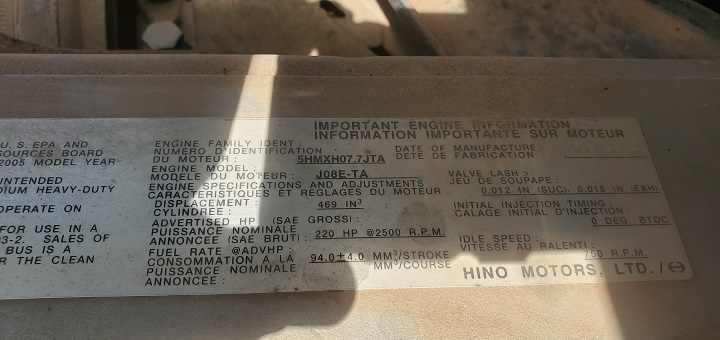 IMPORTANT ENGINE INFORMATION
INFORMATION IMPORTANTE SUR MOTEUR
U. S. EPA AND
SOURCES BOARD
2005 MODEL YEAR
INTENDED
DIUM HEAVY-DUTY
OPERATE ON
FOR USE IN A
93-2. SALES OF
BUS IS A
R THE CLEAN
ENGINE FAMILY IDENT:
NUMERO D'IDENTIFICATION
DU MOTEUR: 5HMXH07.7JTA
ENGINE MODEL:
MODELE DU MOTEUR: J08E-TA
ENGINE SPECIFICATIONS AND ADJUSTMENTS
CARACTERISTIQUES ET REGLAGES DU MOTEUR
DISPLACEMENT: 469 IN³
CYLINDREE:
ADVERTISED HP (SAE GROSS):
PUISSANCE NOMINALE
ANNONCEE (SAE BRUT): 220 HP @2500 R.P.M.
FUEL RATE @ADVHP:
CONSOMMATION A LA 94.0±4.0 MM³/STROKE
PUISSANCE NOMINALE MM³/COURSE
ANNONCEE:
DATE OF MANUFACTURE:
DETE DE FABRICATION:
VALVE LASH:
JEU DE SOUPAPE:
0.012 IN (SUC), 0.018 IN (EXH)
INITIAL INJECTION TIMING:
CALAGE INITIAL D'INJECTION:
0 DEG. BTDC
IDLE SPEED:
VITESSE AU RALENTI:
750 R.P.M.
HINO MOTORS, LTD./